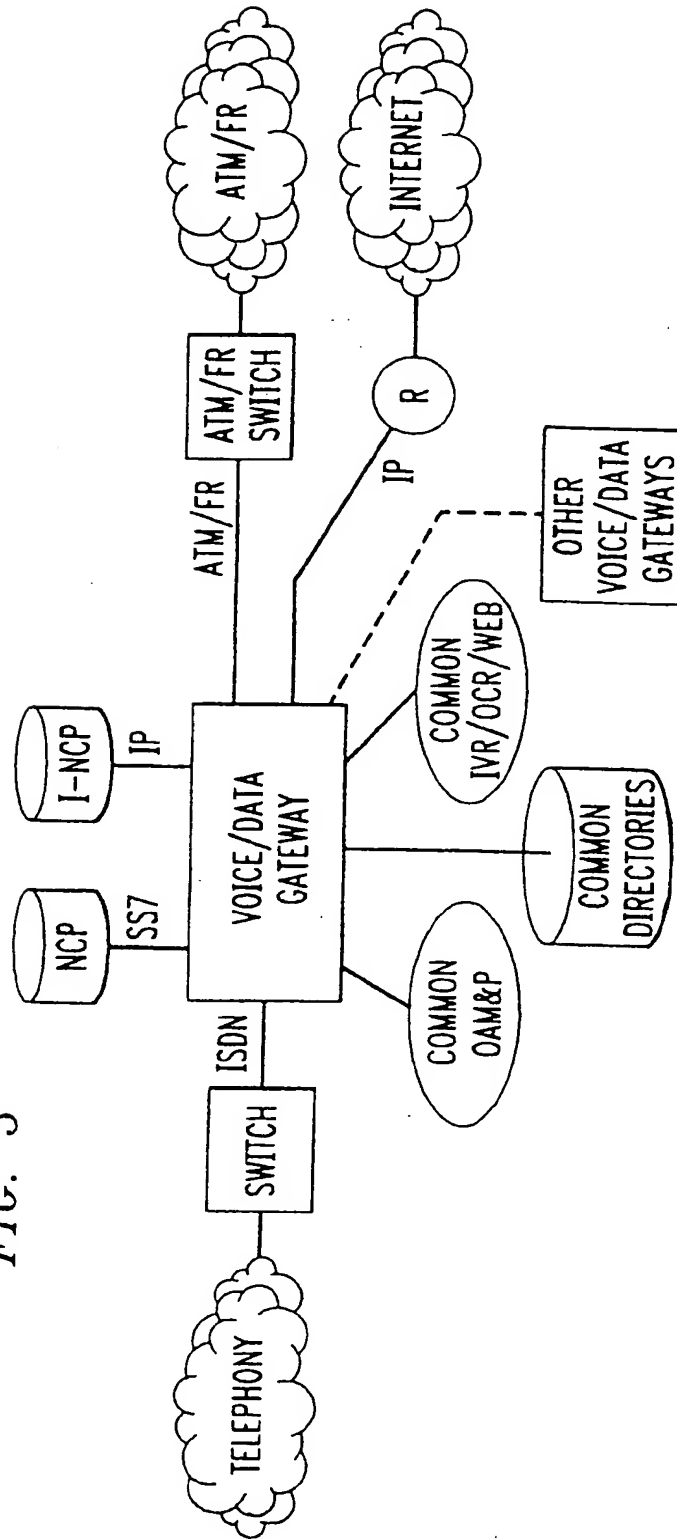 FIG. 3
NCP
I-NCP
SS7
IP
TELEPHONY
SWITCH
ISDN
VOICE/DATA
GATEWAY
ATM/FR
ATM/FR
SWITCH
ATM/FR
IP
R
INTERNET
COMMON
OAM&P
COMMON
DIRECTORIES
COMMON
IVR/OCR/WEB
OTHER
VOICE/DATA
GATEWAYS